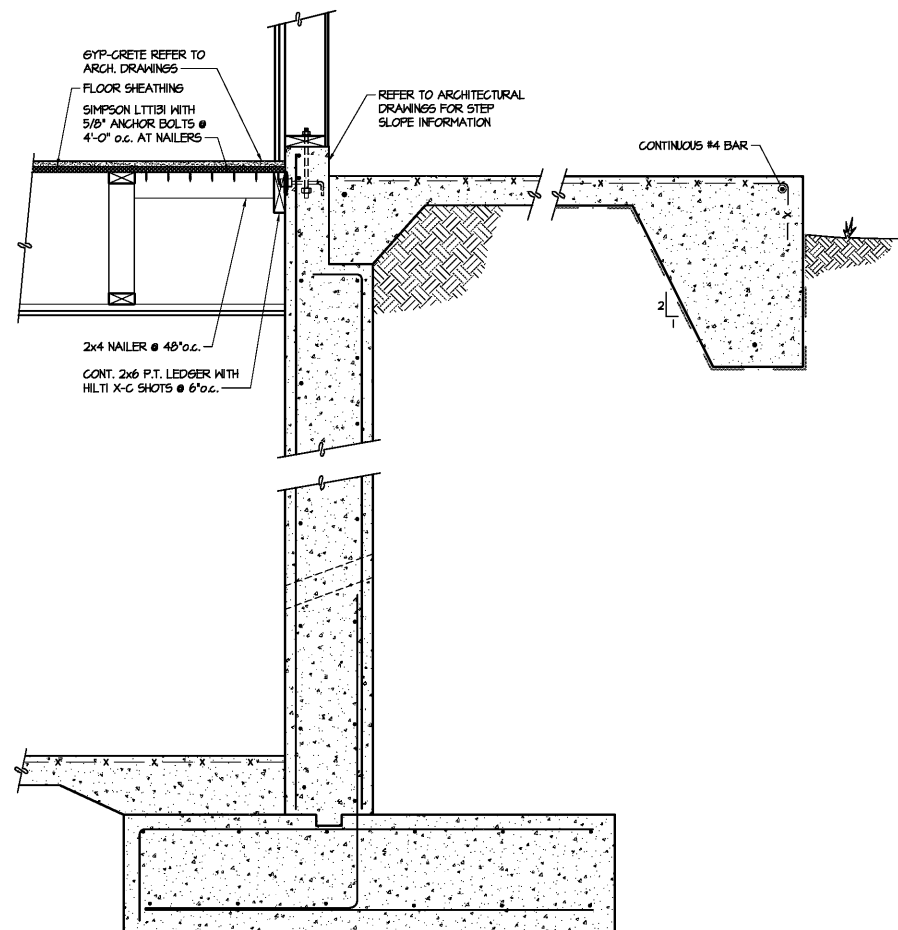 GYP-CRETE REFER TO
ARCH. DRAWINGS
FLOOR SHEATHING
SIMPSON LTTI31 WITH
5/8" ANCHOR BOLTS @
4'-0" o.c. AT NAILERS
REFER TO ARCHITECTURAL
DRAWINGS FOR STEP
SLOPE INFORMATION
CONTINUOUS #4 BAR
2
1
2x4 NAILER @ 48"o.c.
CONT. 2x6 P.T. LEDGER WITH
HILTI X-C SHOTS @ 6"o.c.